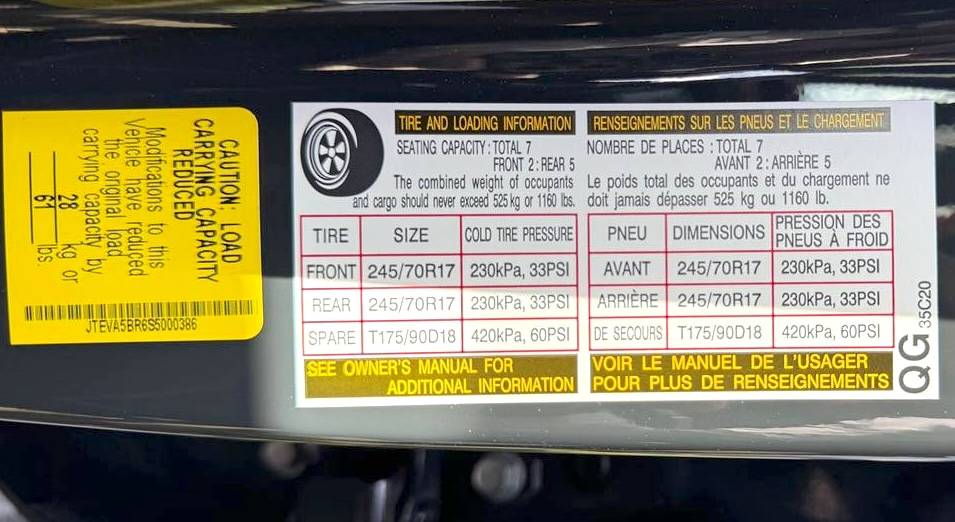 CAUTION: LOAD
CARRYING CAPACITY
REDUCED
Modifications to this
Vehicle have reduced
the original load
carrying capacity by
28 kg or
61 lbs.
JTEVA5BR6S5000386
TIRE AND LOADING INFORMATION
SEATING CAPACITY:TOTAL 7
FRONT 2:REAR 5
The combined weight of occupants
and cargo should never exceed 525 kg or 1160 lbs.
TIRE SIZE COLD TIRE PRESSURE
FRONT 245/70R17 230kPa, 33PSI
REAR 245/70R17 230kPa, 33PSI
SPARE T175/90D18 420kPa, 60PSI
SEE OWNER'S MANUAL FOR
ADDITIONAL INFORMATION
RENSEIGNEMENTS SUR LES PNEUS ET LE CHARGEMENT
NOMBRE DE PLACES :TOTAL 7
AVANT 2:ARRIÈRE 5
Le poids total des occupants et du chargement ne
doit jamais dépasser 525 kg ou 1160 lb.
PNEU DIMENSIONS PRESSION DES
PNEUS À FROID
AVANT 245/70R17 230kPa, 33PSI
ARRIÈRE 245/70R17 230kPa, 33PSI
DE SECOURS T175/90D18 420kPa, 60PSI
VOIR LE MANUEL DE L'USAGER
POUR PLUS DE RENSEIGNEMENTS
QG 35C20